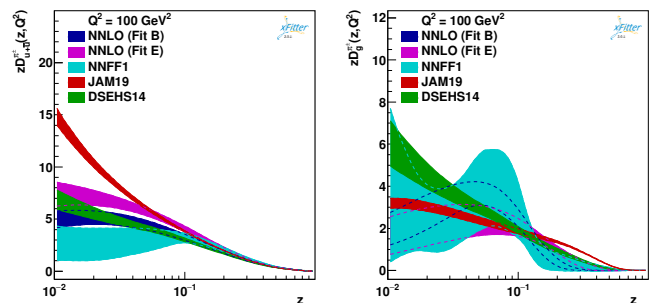 zD^{π^±}_{u+ū}(z,Q²)
Q² = 100 GeV²
NNLO (Fit B)
NNLO (Fit E)
NNFF1
JAM19
DSEHS14
xFitter
20
15
10
5
0
10⁻²
10⁻¹
z
zD^{π^±}_g(z,Q²)
Q² = 100 GeV²
NNLO (Fit B)
NNLO (Fit E)
NNFF1
JAM19
DSEHS14
xFitter
12
10
8
6
4
2
0
10⁻²
10⁻¹
z